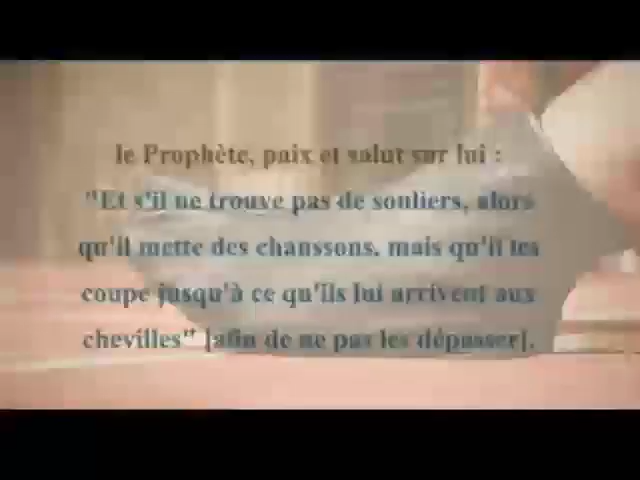 le Prophète, paix et salut sur lui :
"Et s'il ne trouve pas de souliers, alors
qu'il mette des chaussons, mais qu'il les
coupe jusqu'à ce qu'ils lui arrivent aux
chevilles" [afin de ne pas les dépasser].